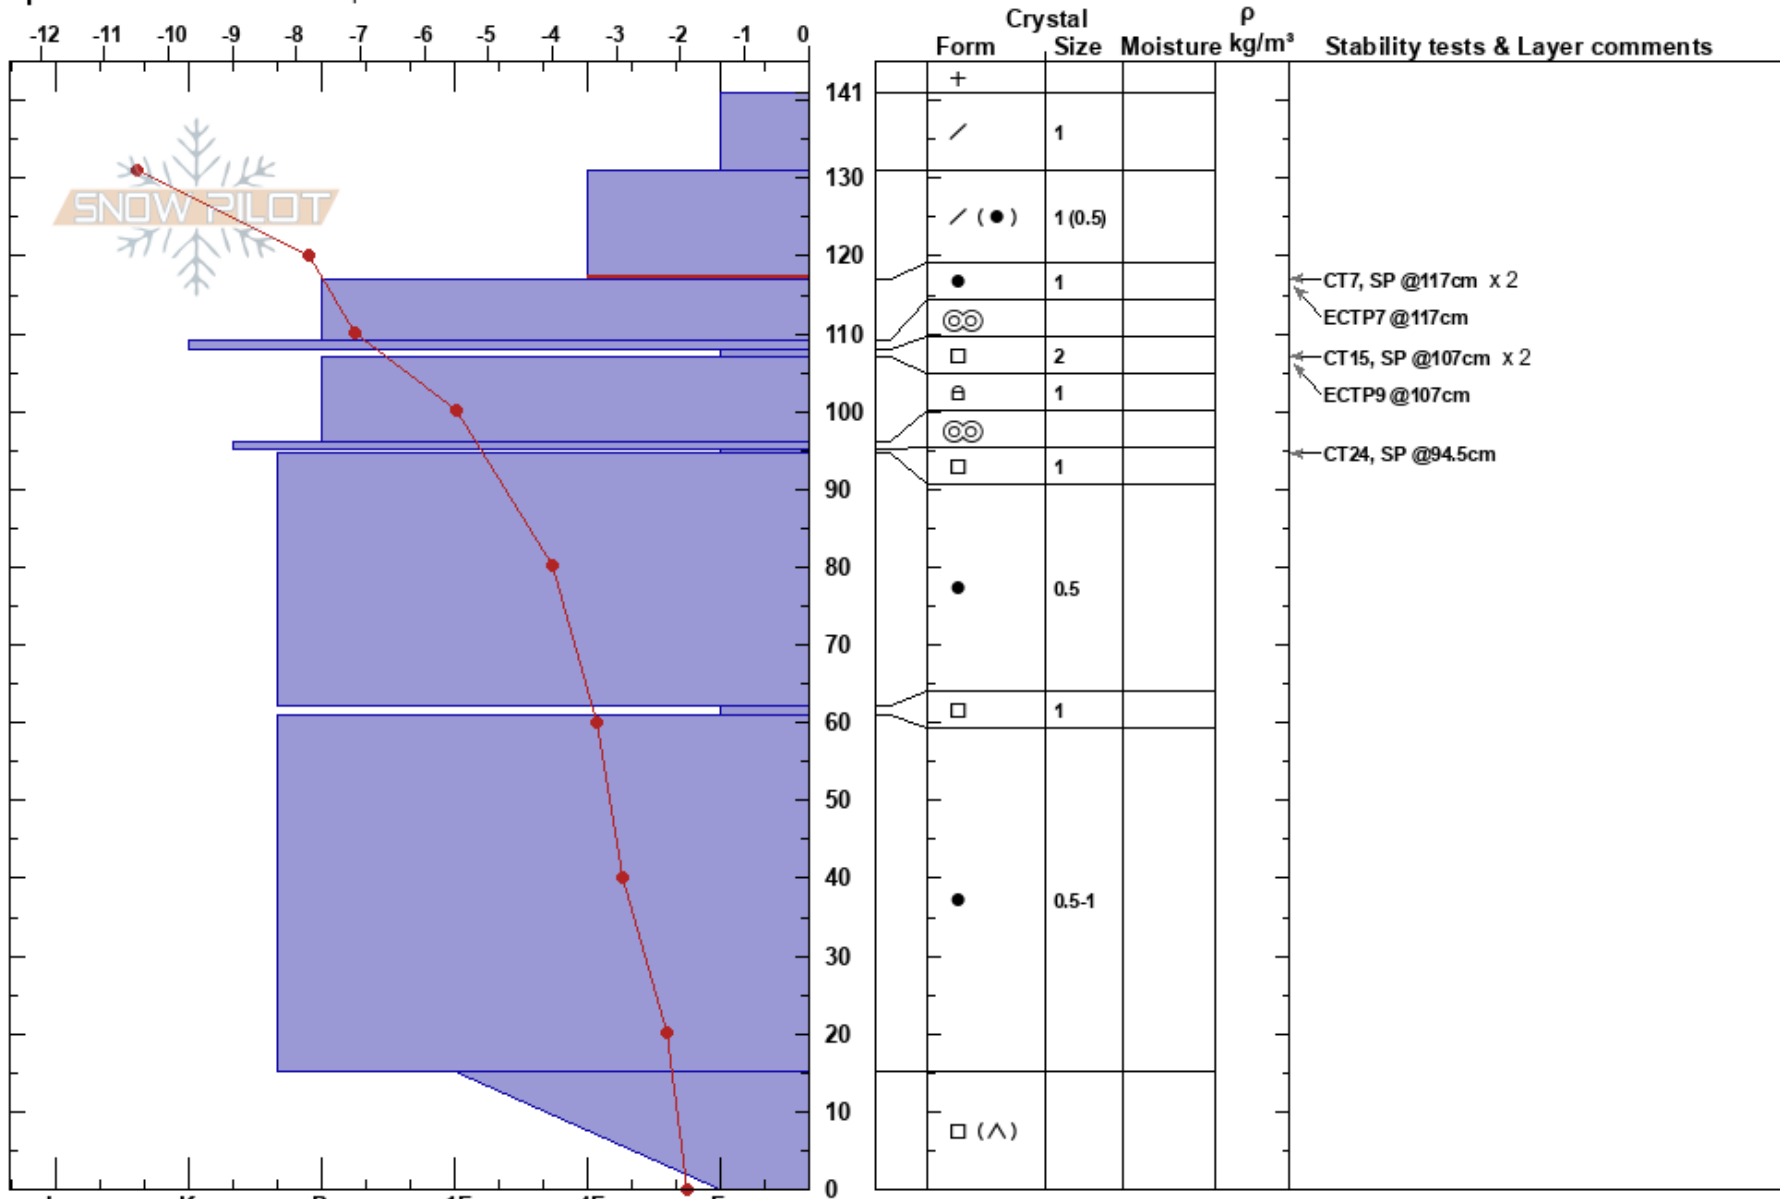 Crystal ρ
-12 -11 -10 -9 -8 -7 -6 -5 -4 -3 -2 -1 0
Form Size Moisture kg/m³ Stability tests & Layer comments
+
141
SNOW PILOT
/ 1
130
/ (●) 1 (0.5)
120
● 1 CT7, SP @117cm x 2
ECTP7 @117cm
110
□ 2 CT15, SP @107cm x 2
1 ECTP9 @107cm
100
CT24, SP @94.5cm
□ 1
90
80
● 0.5
70
□ 1
60
50
40
● 0.5-1
30
20
10
□ (∧)
0